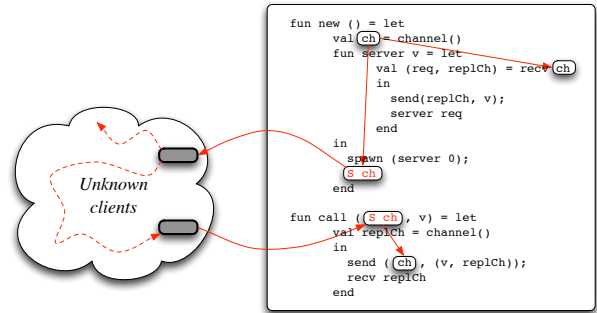 fun new () = let
val ch = channel()
fun server v = let
val (req, replCh) = recv ch
in
send(replCh, v);
server req
end
in
spawn (server 0);
S ch
end
Unknown
clients
fun call (S ch, v) = let
val replCh = channel()
in
send (ch, (v, replCh));
recv replCh
end